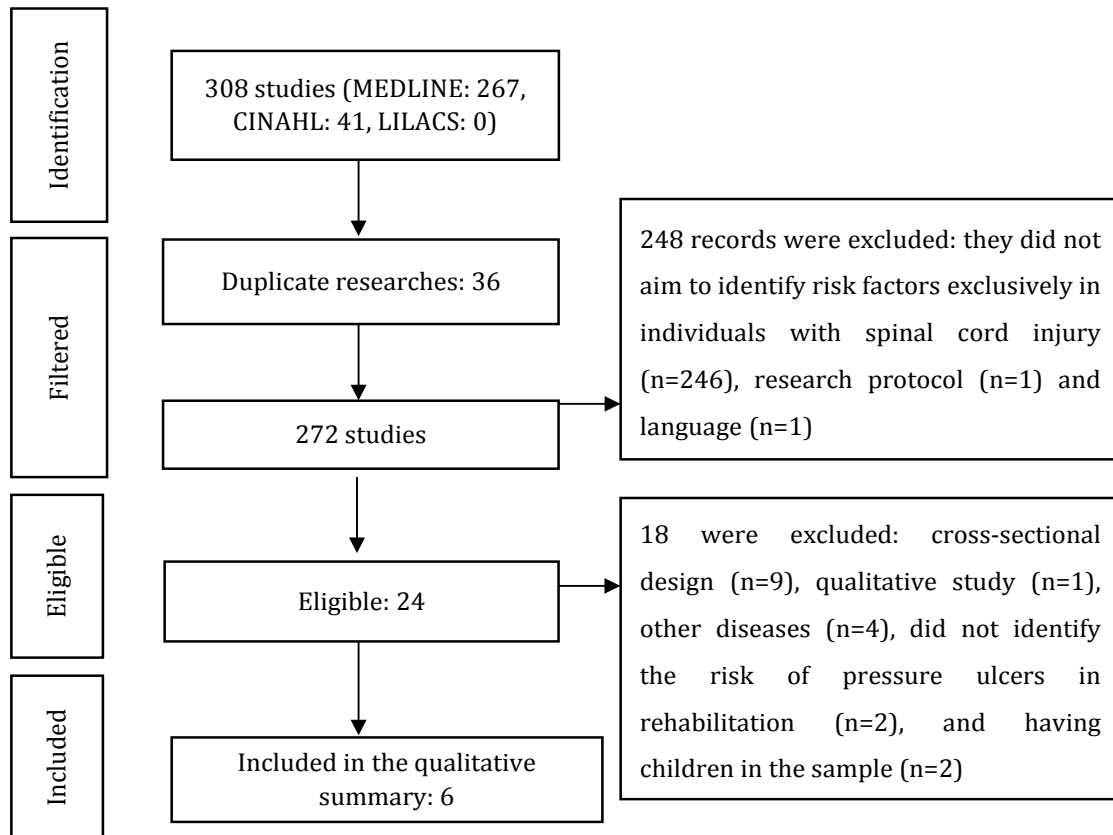 Identification
308 studies (MEDLINE: 267,
CINAHL: 41, LILACS: 0)
Filtered
Duplicate researches: 36
272 studies
248 records were excluded: they did not
aim to identify risk factors exclusively in
individuals with spinal cord injury
(n=246), research protocol (n=1) and
language (n=1)
Eligible
Eligible: 24
18 were excluded: cross-sectional
design (n=9), qualitative study (n=1),
other diseases (n=4), did not identify
the risk of pressure ulcers in
rehabilitation (n=2), and having
children in the sample (n=2)
Included
Included in the qualitative
summary: 6